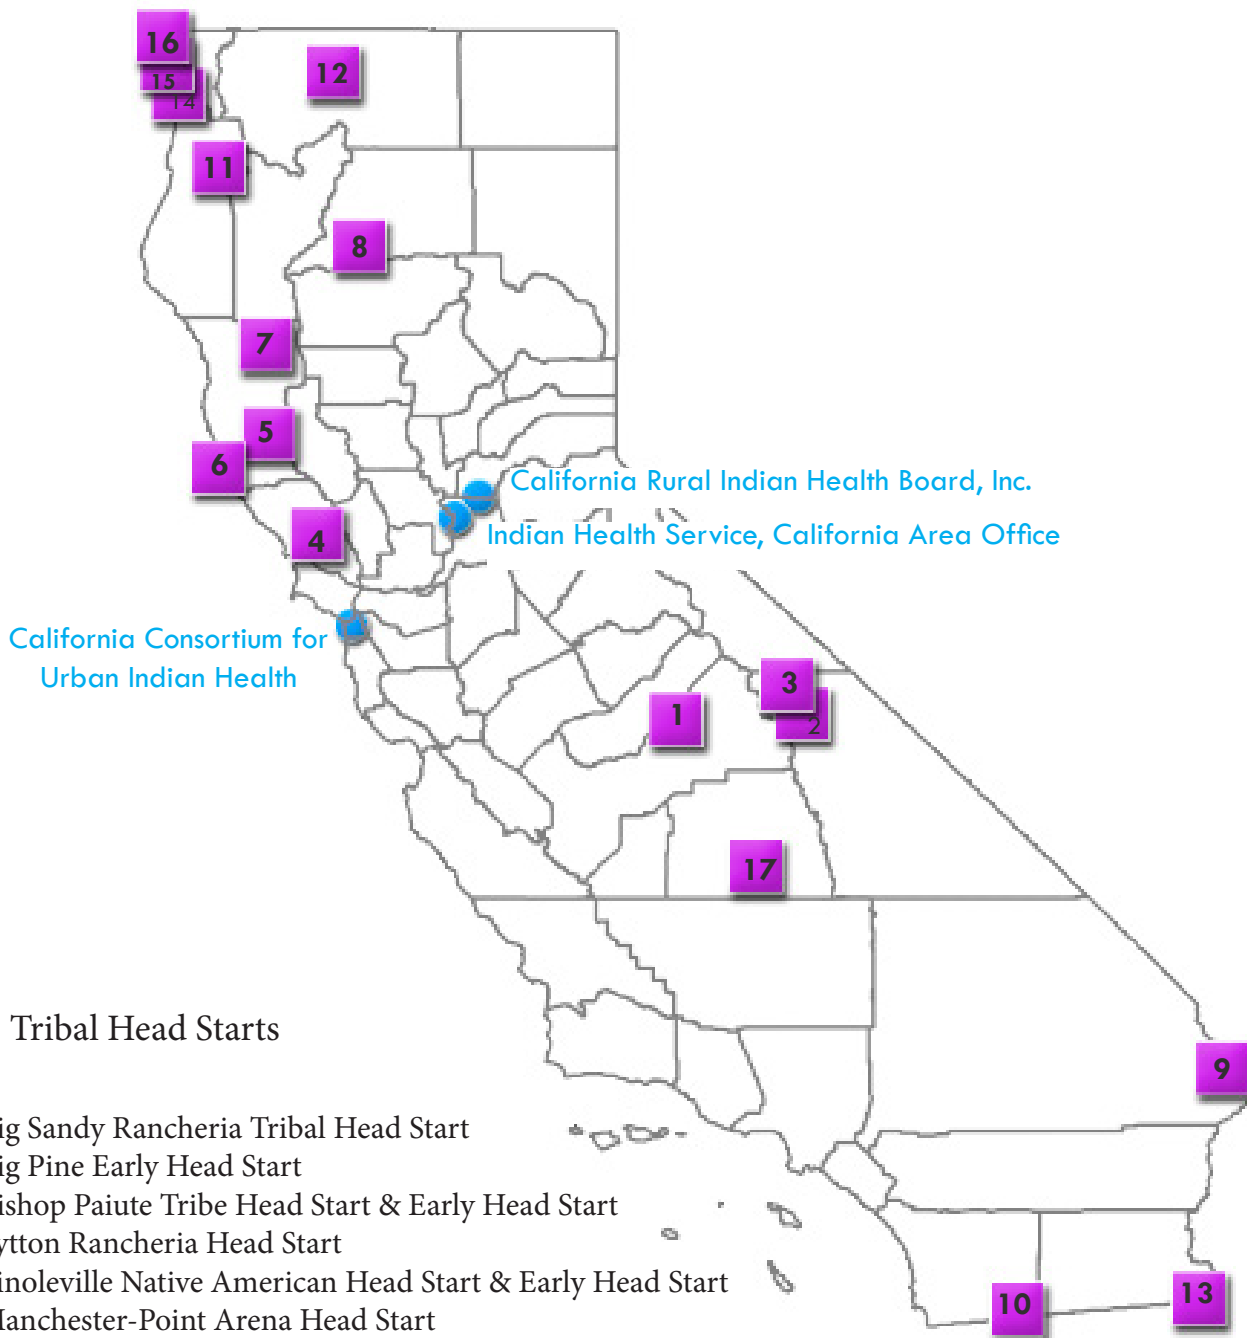 16
15
14
12
11
8
7
5
6
California Rural Indian Health Board, Inc.
Indian Health Service, California Area Office
4
California Consortium for
Urban Indian Health
3
2
1
17
Tribal Head Starts
9
ig Sandy Rancheria Tribal Head Start
ig Pine Early Head Start
ishop Paiute Tribe Head Start & Early Head Start
ytton Rancheria Head Start
inoleville Native American Head Start & Early Head Start
anchester-Point Arena Head Start
10
13